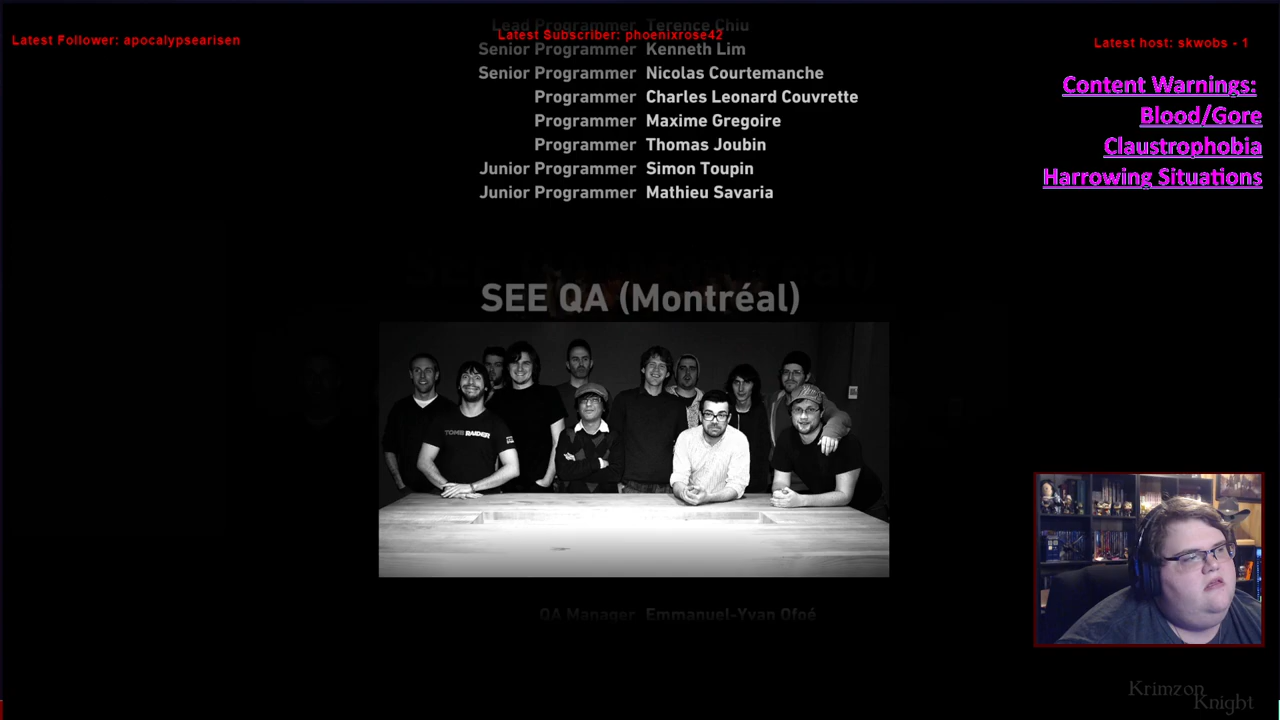 Lead Programmer Terence Chiu
Latest Follower: apocalypsearisen
Latest Subscriber: phoenixrose42
Latest host: skwobs - 1
Senior Programmer Kenneth Lim
Senior Programmer Nicolas Courtemanche
Programmer Charles Leonard Couvrette
Programmer Maxime Gregoire
Programmer Thomas Joubin
Junior Programmer Simon Toupin
Junior Programmer Mathieu Savaria
Content Warnings:
Blood/Gore
Claustrophobia
Harrowing Situations
SEE QA (Montréal)
TOMB RAIDER
QA Manager Emmanuel-Yvan Ofoé
Krimzon
Knight